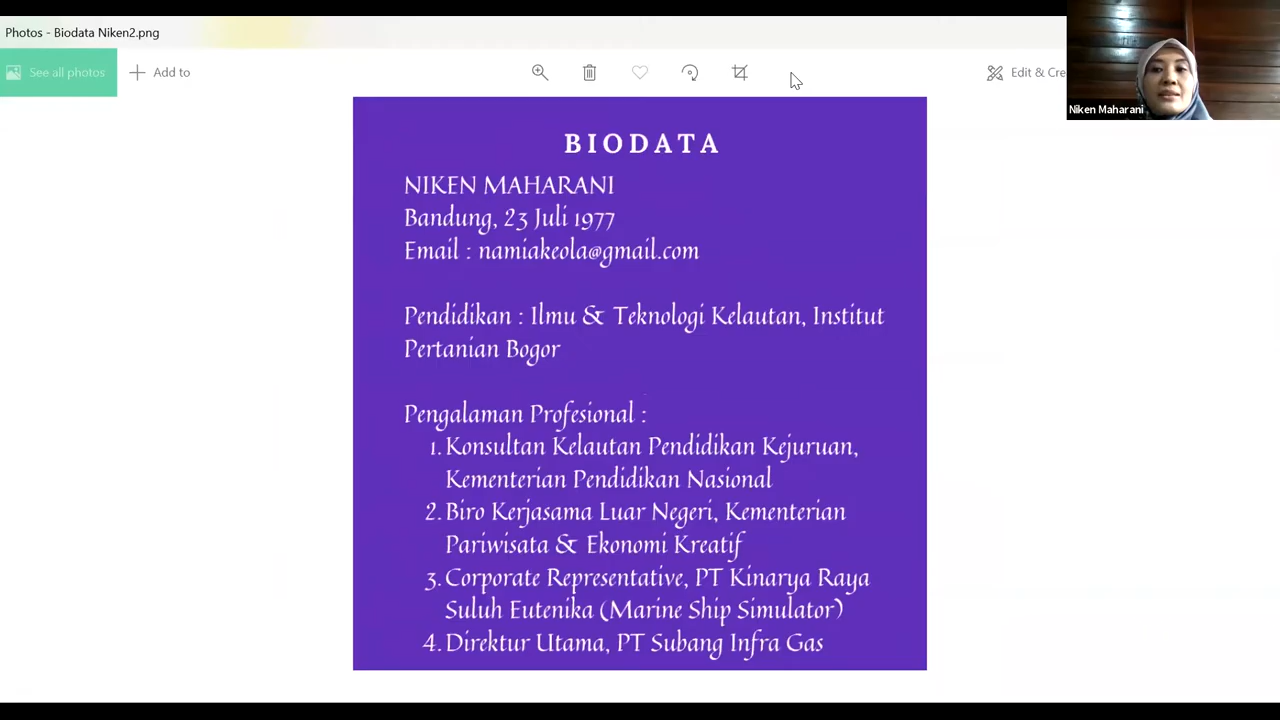 Photos - Biodata Niken2.png
See all photos
Add to
Edit & Cre
Niken Maharani
BIODATA
NIKEN MAHARANI
Bandung, 23 Juli 1977
Email : namiakeola@gmail.com
Pendidikan : Ilmu & Teknologi Kelautan, Institut
Pertanian Bogor
Pengalaman Profesional :
1. Konsultan Kelautan Pendidikan Kejuruan,
Kementerian Pendidikan Nasional
2. Biro Kerjasama Luar Negeri, Kementerian
Pariwisata & Ekonomi Kreatif
3. Corporate Representative, PT Kinarya Raya
Suluh Eutenika (Marine Ship Simulator)
4. Direktur Utama, PT Subang Infra Gas